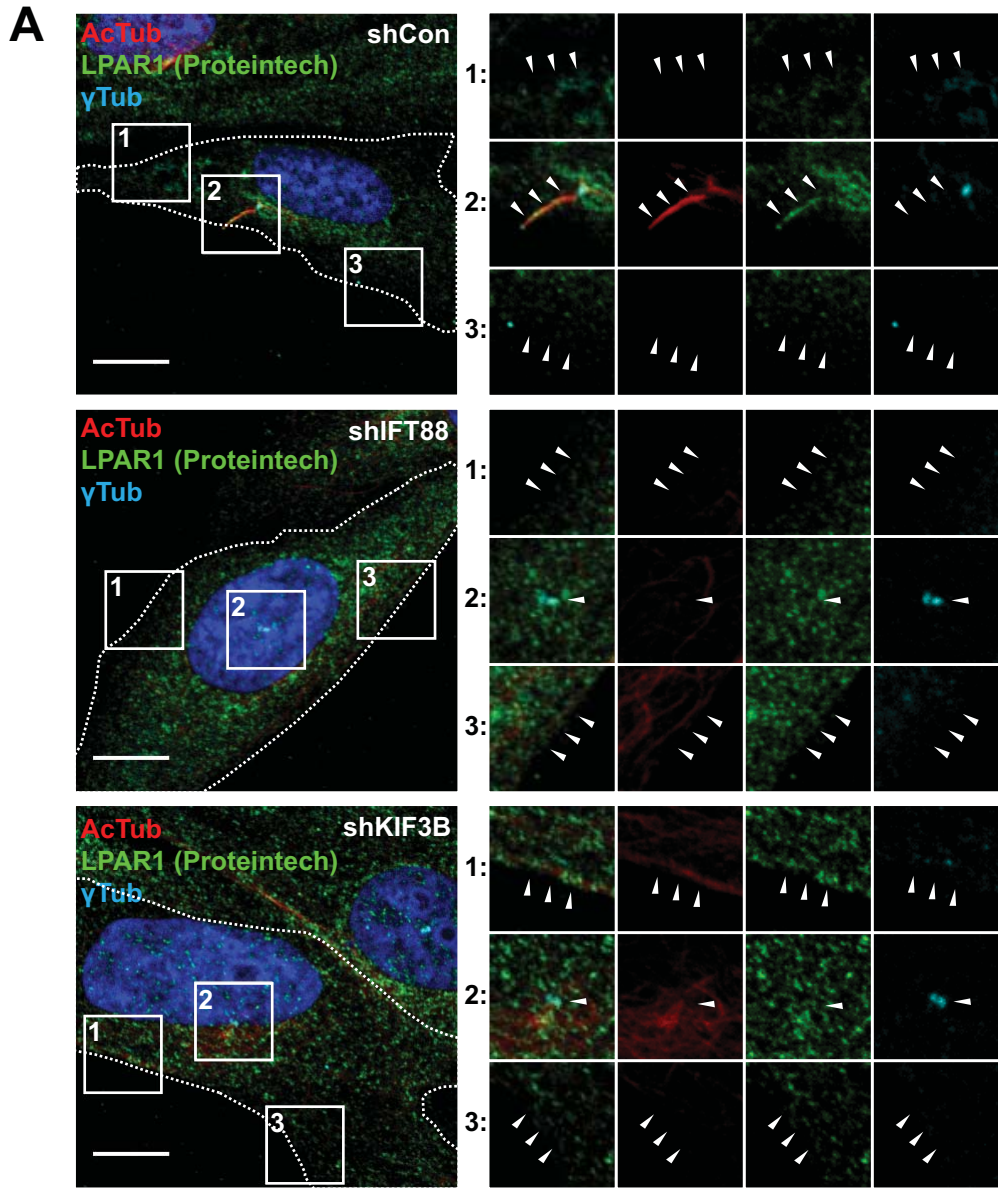 A
AcTub
shCon
LPAR1 (Proteintech)
γTub
1
2
3
1:
2:
3:
AcTub
shIFT88
LPAR1 (Proteintech)
γTub
1
2
3
1:
2:
3:
AcTub
shKIF3B
LPAR1 (Proteintech)
γTub
1
2
3
1:
2:
3: